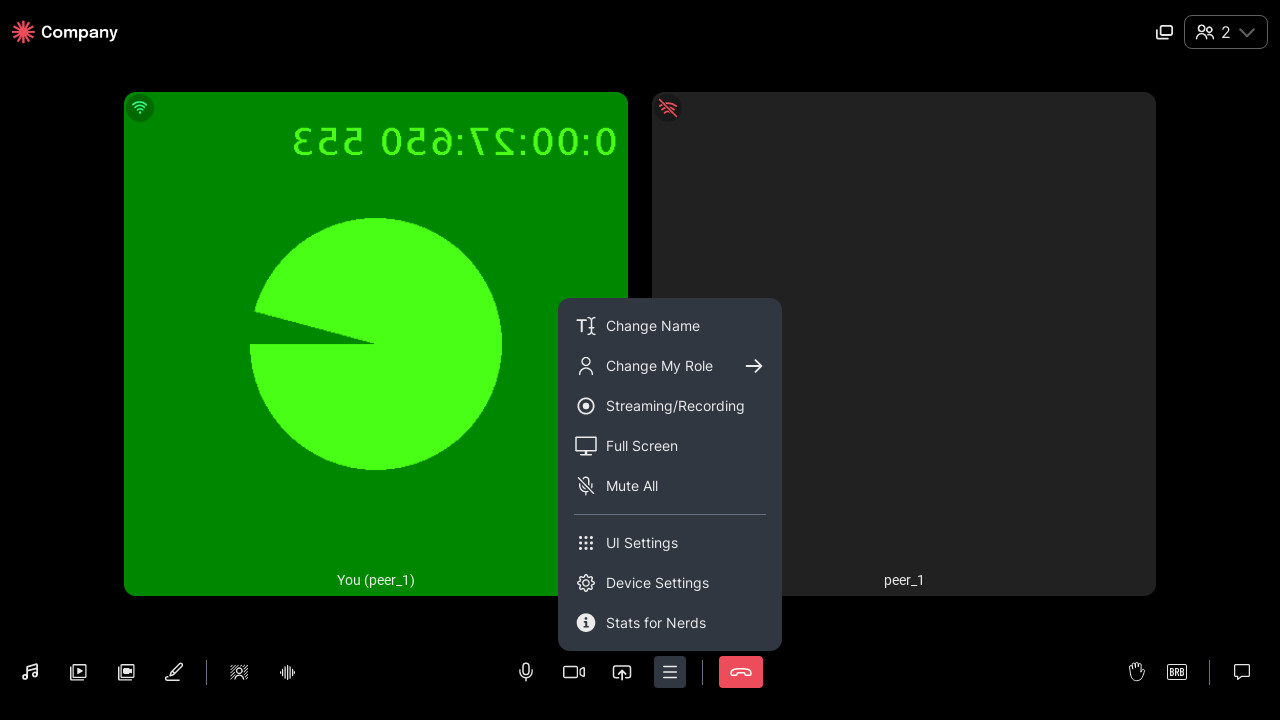 Company
2
0:00:27:650 553
Change Name
Change My Role
Streaming/Recording
Full Screen
Mute All
UI Settings
Device Settings
Stats for Nerds
You (peer_1)
peer_1
BRB